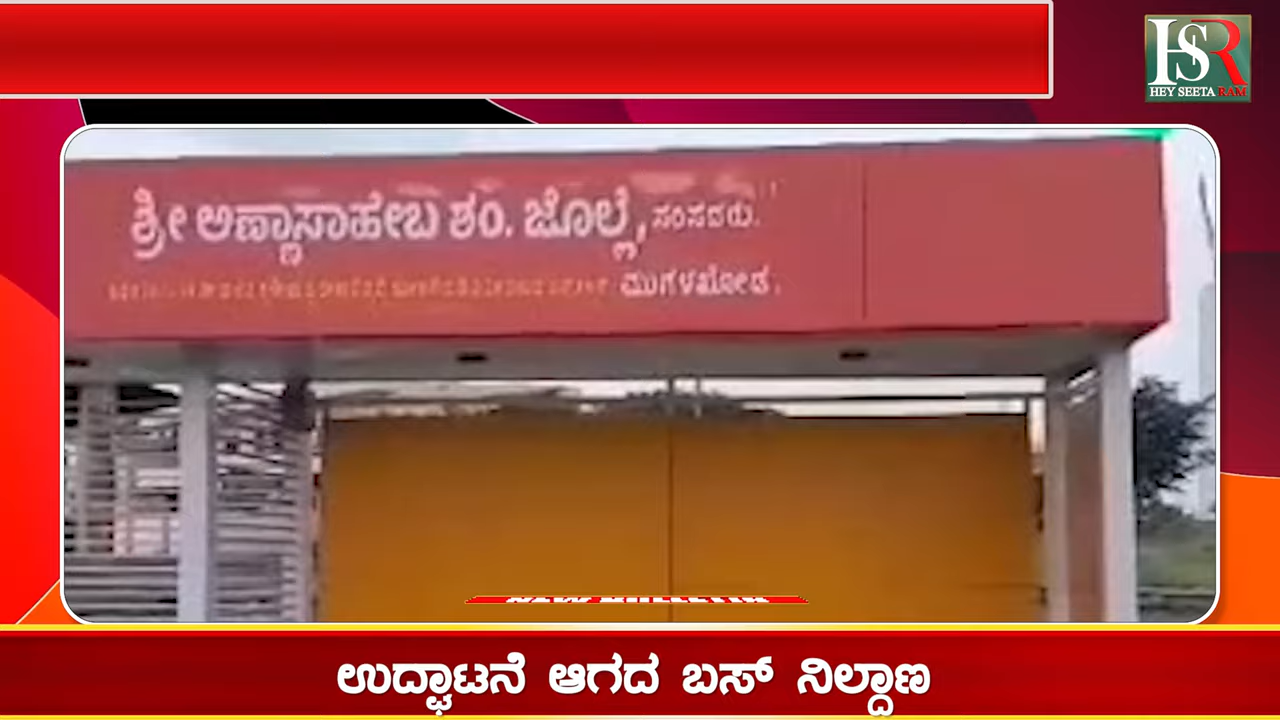 HSR
HEY SEETA RAM
ಶ್ರೀ ಅಣ್ಣಾಸಾಹೇಬ ಶಂ. ಜೊಲ್ಲೆ, ಸಂಸದರು.
ಮುಗಳಖೋಡ.
ಉದ್ಘಾಟನೆ ಆಗದ ಬಸ್ ನಿಲ್ದಾಣ